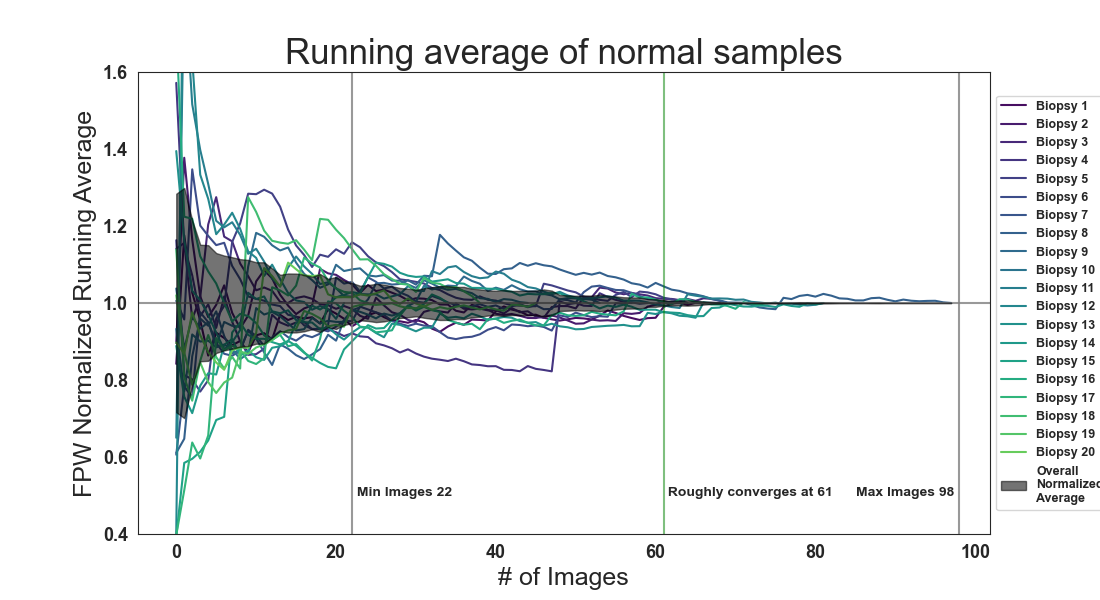 Running average of normal samples
FPW Normalized Running Average
1.6
1.4
1.2
1.0
0.8
0.6
0.4
0
20
40
60
80
100
# of Images
Min Images 22
Roughly converges at 61
Max Images 98
Biopsy 1
Biopsy 2
Biopsy 3
Biopsy 4
Biopsy 5
Biopsy 6
Biopsy 7
Biopsy 8
Biopsy 9
Biopsy 10
Biopsy 11
Biopsy 12
Biopsy 13
Biopsy 14
Biopsy 15
Biopsy 16
Biopsy 17
Biopsy 18
Biopsy 19
Biopsy 20
Overall
Normalized
Average